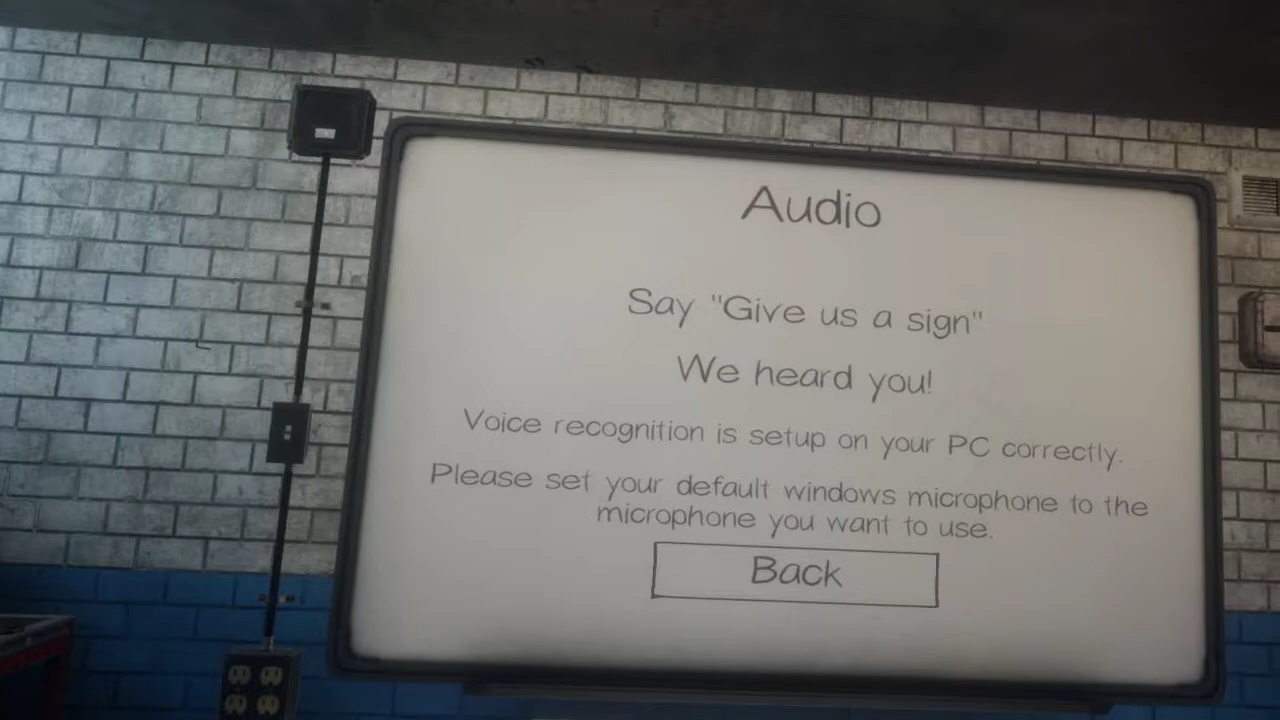 Audio
Say "Give us a sign"
We heard you!
Voice recognition is setup on your PC correctly.
Please set your default windows microphone to the
microphone you want to use.
Back